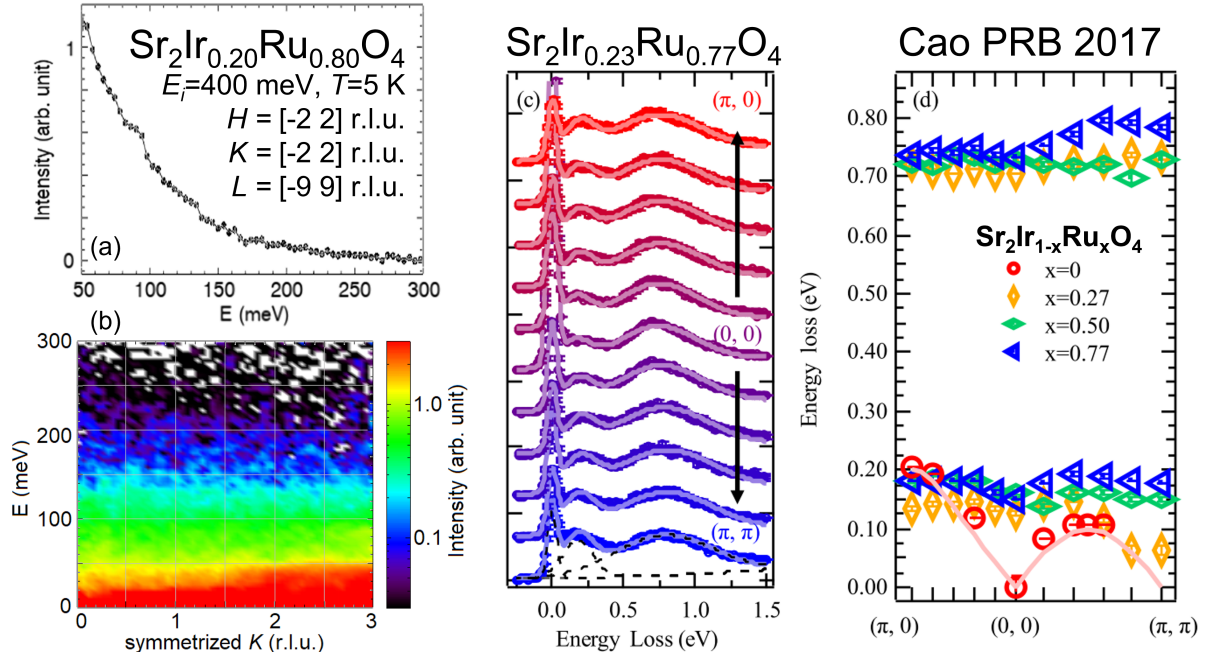 Sr2Ir0.20Ru0.80O4
Ei=400 meV, T=5 K
H = [-2 2] r.l.u.
K = [-2 2] r.l.u.
L = [-9 9] r.l.u.
(a)
Intensity (arb. unit)
1
0
50 100 150 200 250 300
E (meV)
(b)
300
200
100
0
E (meV)
0 1 2 3
symmetrized K (r.l.u.)
1.0
0.1
Intensity (arb. unit)
Sr2Ir0.23Ru0.77O4
(c)
(π, 0)
(0, 0)
(π, π)
0.0 0.5 1.0 1.5
Energy Loss (eV)
Cao PRB 2017
(d)
0.80
0.70
0.60
0.50
0.40
0.30
0.20
0.10
0.00
Energy loss (eV)
Sr2Ir1-xRuxO4
x=0
x=0.27
x=0.50
x=0.77
(π, 0) (0, 0) (π, π)